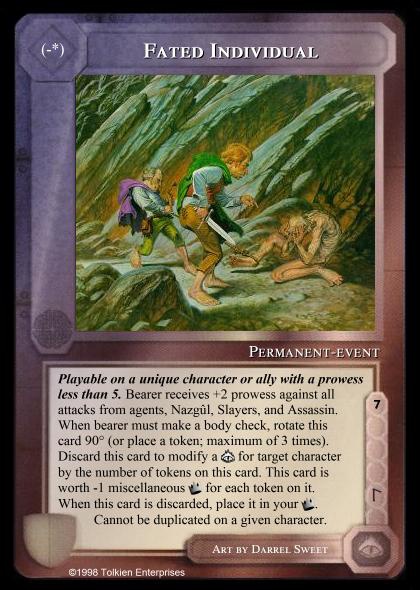 (-*)
Fated Individual
Permanent-event
Playable on a unique character or ally with a prowess
less than 5. Bearer receives +2 prowess against all
attacks from agents, Nazgûl, Slayers, and Assassin.
When bearer must make a body check, rotate this
card 90° (or place a token; maximum of 3 times).
Discard this card to modify a for target character
by the number of tokens on this card. This card is
worth -1 miscellaneous for each token on it.
When this card is discarded, place it in your .
Cannot be duplicated on a given character.
7
Art by Darrel Sweet
©1998 Tolkien Enterprises